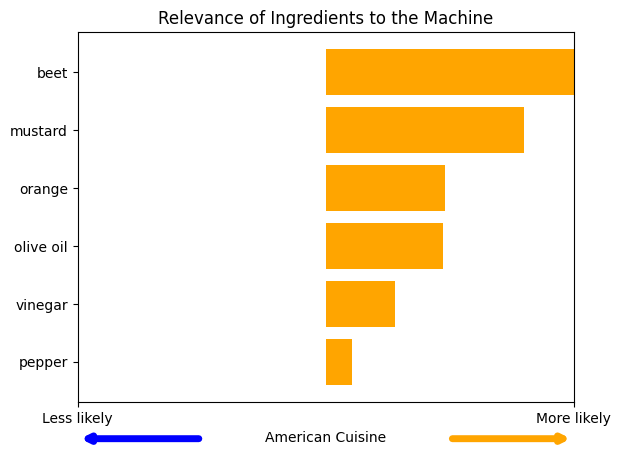 Relevance of Ingredients to the Machine
beet
mustard
orange
olive oil
vinegar
pepper
Less likely
More likely
American Cuisine